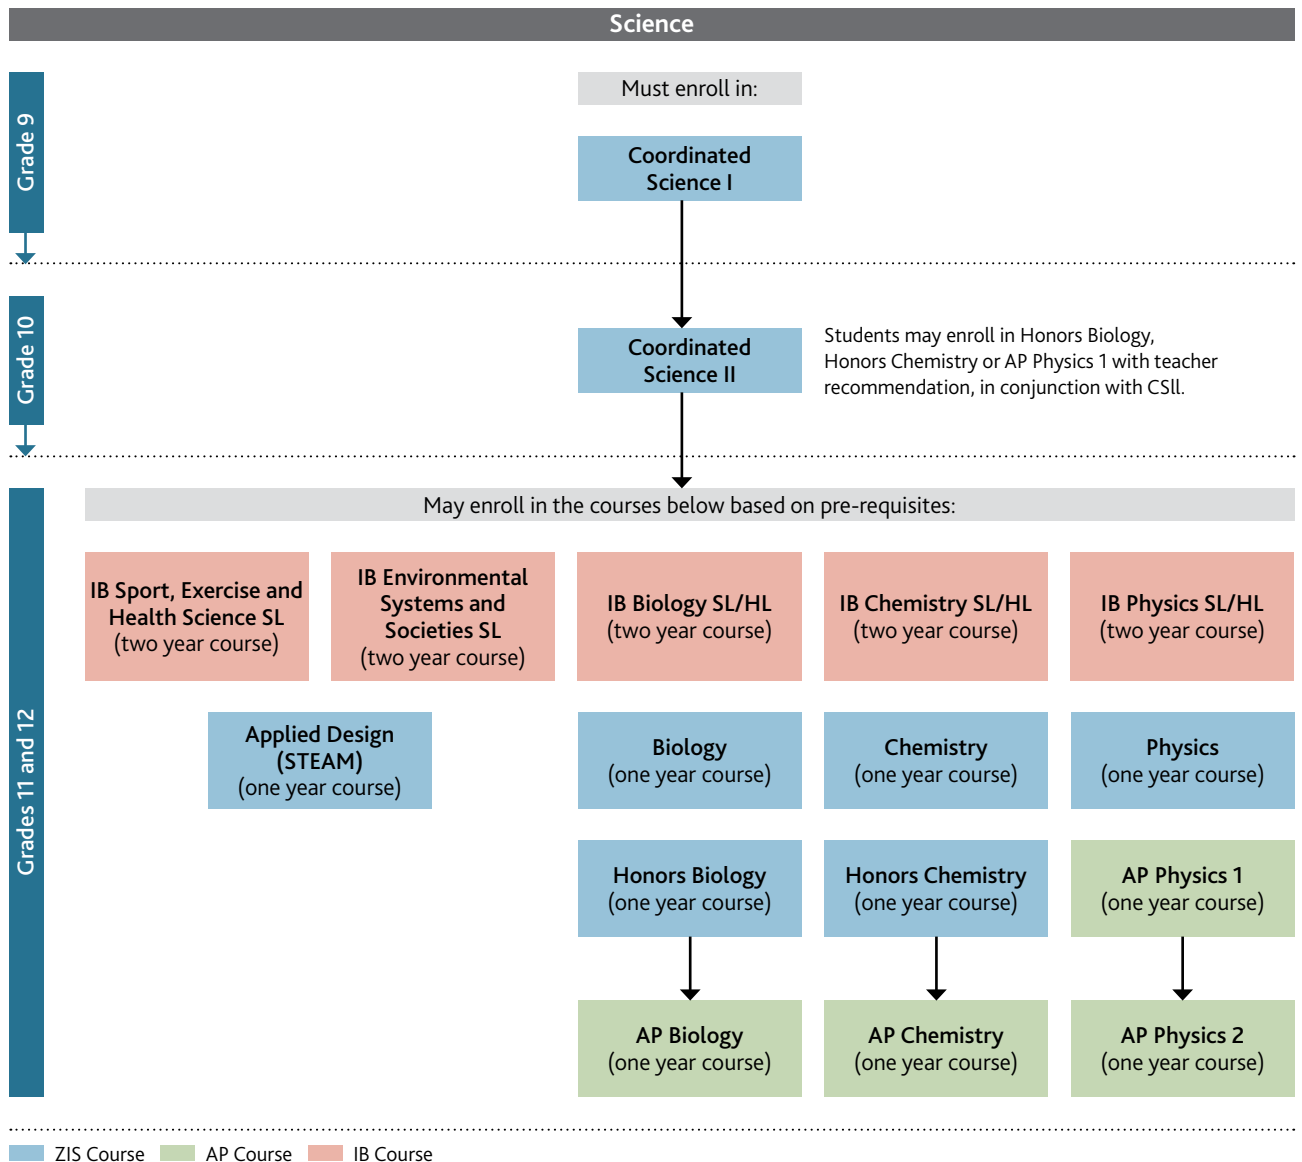 Science
Grade 9
Must enroll in:
Coordinated
Science I
Grade 10
Coordinated
Science II
Students may enroll in Honors Biology,
Honors Chemistry or AP Physics 1 with teacher
recommendation, in conjunction with CSll.
Grades 11 and 12
May enroll in the courses below based on pre-requisites:
IB Sport, Exercise and
Health Science SL
(two year course)
IB Environmental
Systems and
Societies SL
(two year course)
IB Biology SL/HL
(two year course)
IB Chemistry SL/HL
(two year course)
IB Physics SL/HL
(two year course)
Applied Design
(STEAM)
(one year course)
Biology
(one year course)
Chemistry
(one year course)
Physics
(one year course)
Honors Biology
(one year course)
Honors Chemistry
(one year course)
AP Physics 1
(one year course)
AP Biology
(one year course)
AP Chemistry
(one year course)
AP Physics 2
(one year course)
ZIS Course
AP Course
IB Course